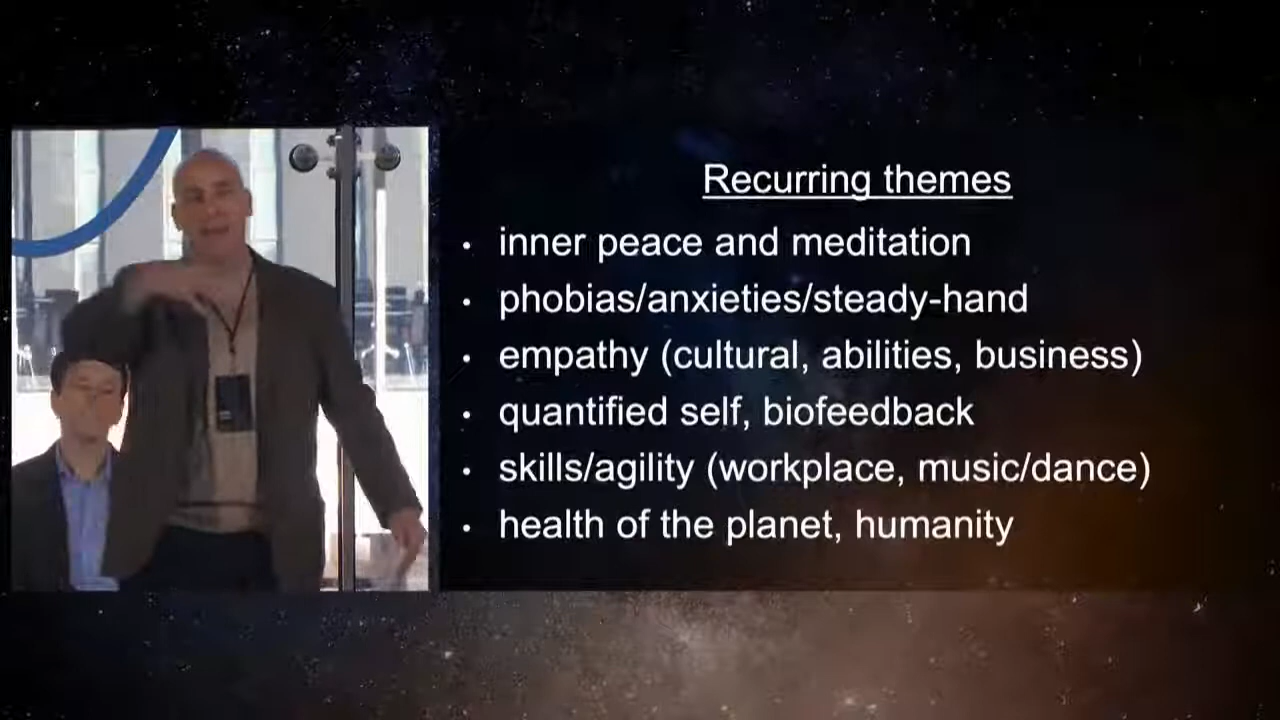 Recurring themes
• inner peace and meditation
• phobias/anxieties/steady-hand
• empathy (cultural, abilities, business)
• quantified self, biofeedback
• skills/agility (workplace, music/dance)
• health of the planet, humanity